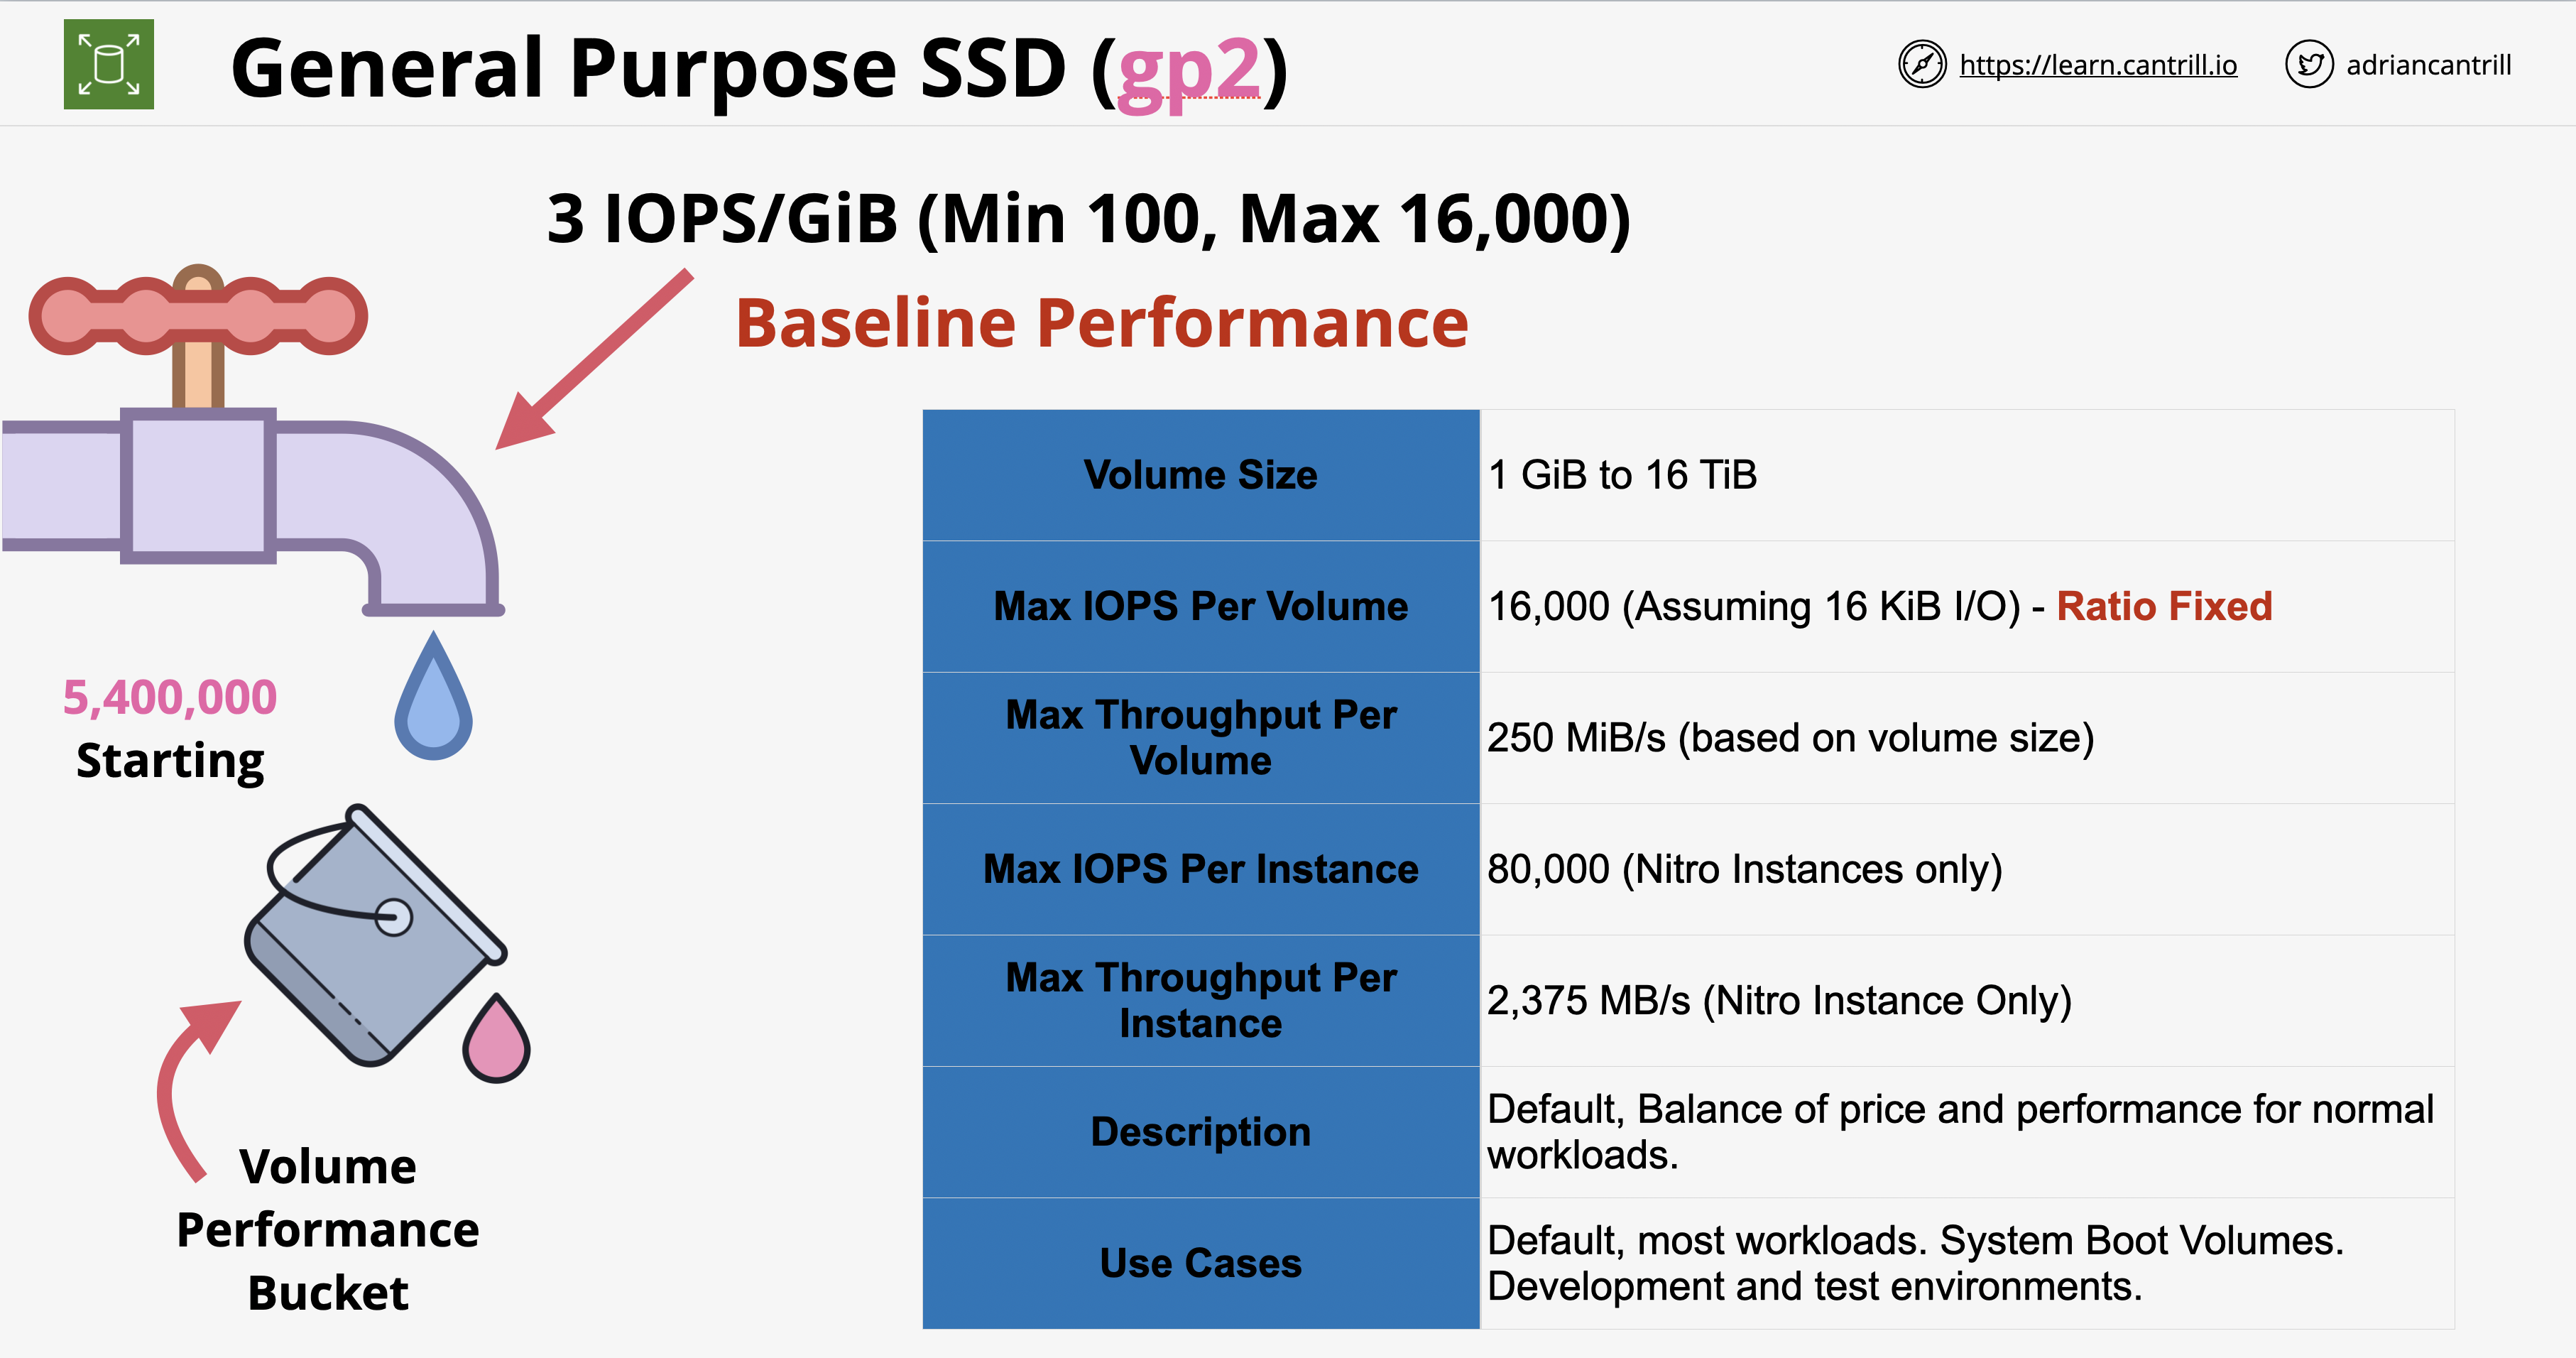 General Purpose SSD (gp2)
https://learn.cantrill.io
adriancantrill
3 IOPS/GiB (Min 100, Max 16,000)
Baseline Performance
5,400,000
Starting
Volume
Performance
Bucket
Volume Size
1 GiB to 16 TiB
Max IOPS Per Volume
16,000 (Assuming 16 KiB I/O) - Ratio Fixed
Max Throughput Per
Volume
250 MiB/s (based on volume size)
Max IOPS Per Instance
80,000 (Nitro Instances only)
Max Throughput Per
Instance
2,375 MB/s (Nitro Instance Only)
Description
Default, Balance of price and performance for normal
workloads.
Use Cases
Default, most workloads. System Boot Volumes.
Development and test environments.